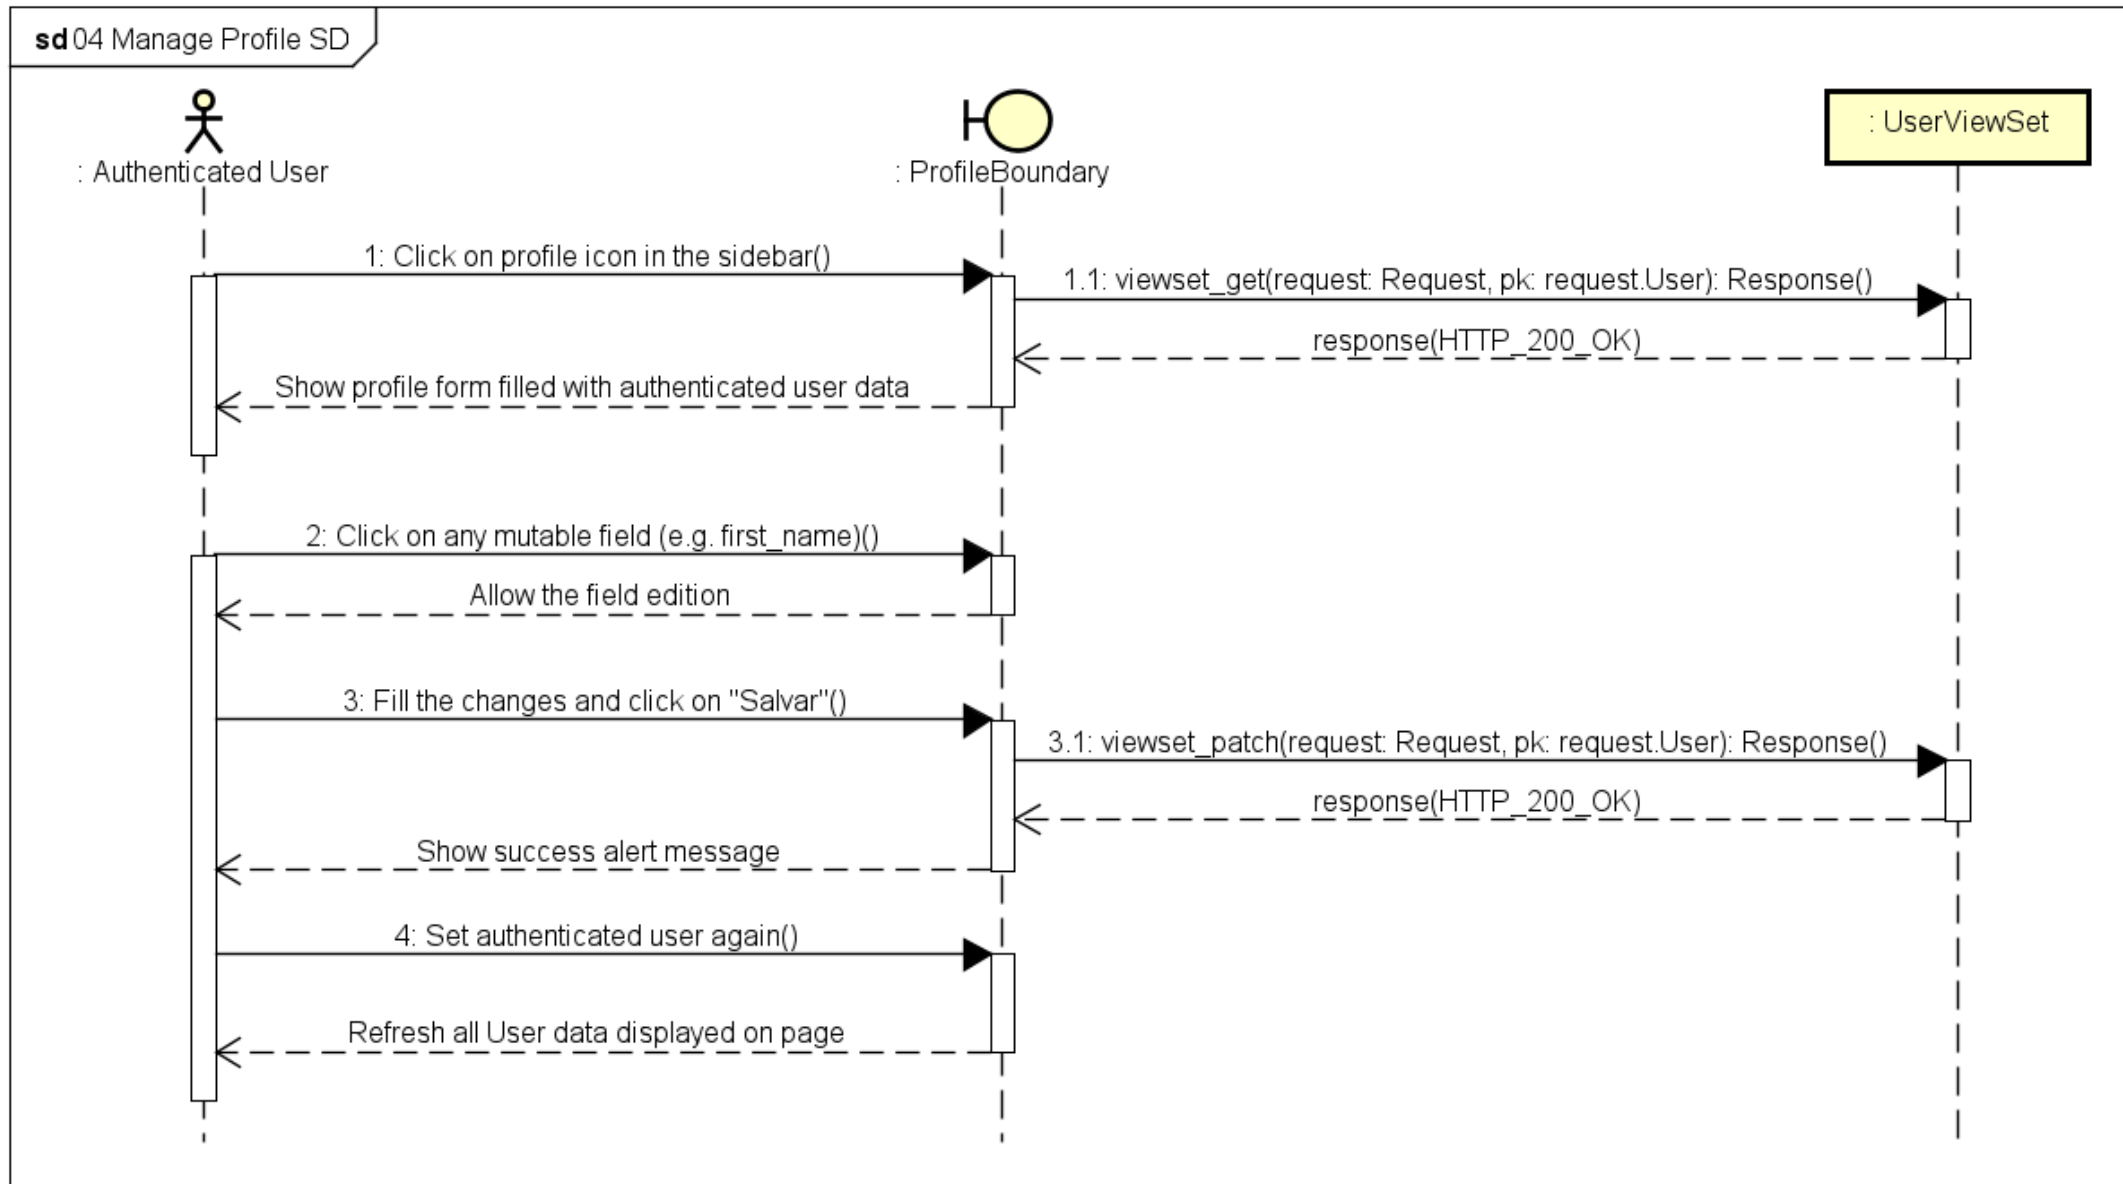 sd 04 Manage Profile SD
: Authenticated User
: ProfileBoundary
: UserViewSet
1: Click on profile icon in the sidebar()
1.1: viewset_get(request: Request, pk: request.User): Response()
response(HTTP_200_OK)
Show profile form filled with authenticated user data
2: Click on any mutable field (e.g. first_name)()
Allow the field edition
3: Fill the changes and click on "Salvar"()
3.1: viewset_patch(request: Request, pk: request.User): Response()
response(HTTP_200_OK)
Show success alert message
4: Set authenticated user again()
Refresh all User data displayed on page